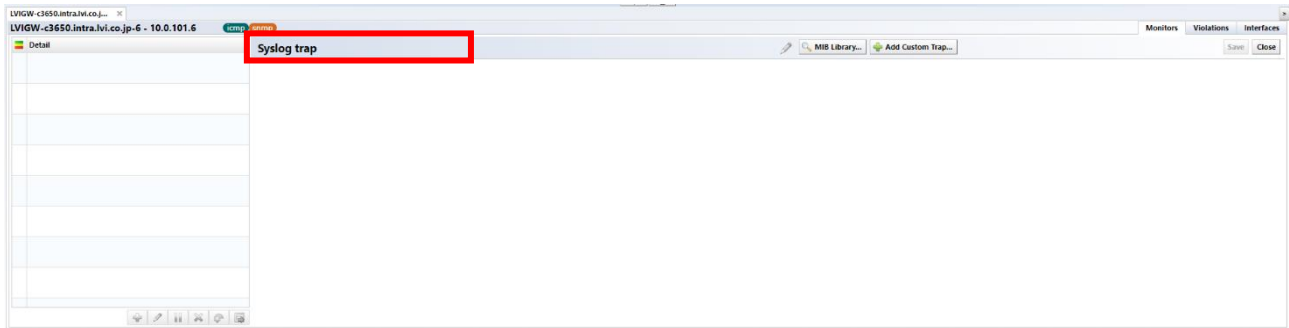 LVIGW-c3650.intra.lvi.co.j...
LVIGW-c3650.intra.lvi.co.jp-6 - 10.0.101.6 icmp snmp Monitors Violations Interfaces
Detail
Syslog trap MIB Library... Add Custom Trap... Save Close